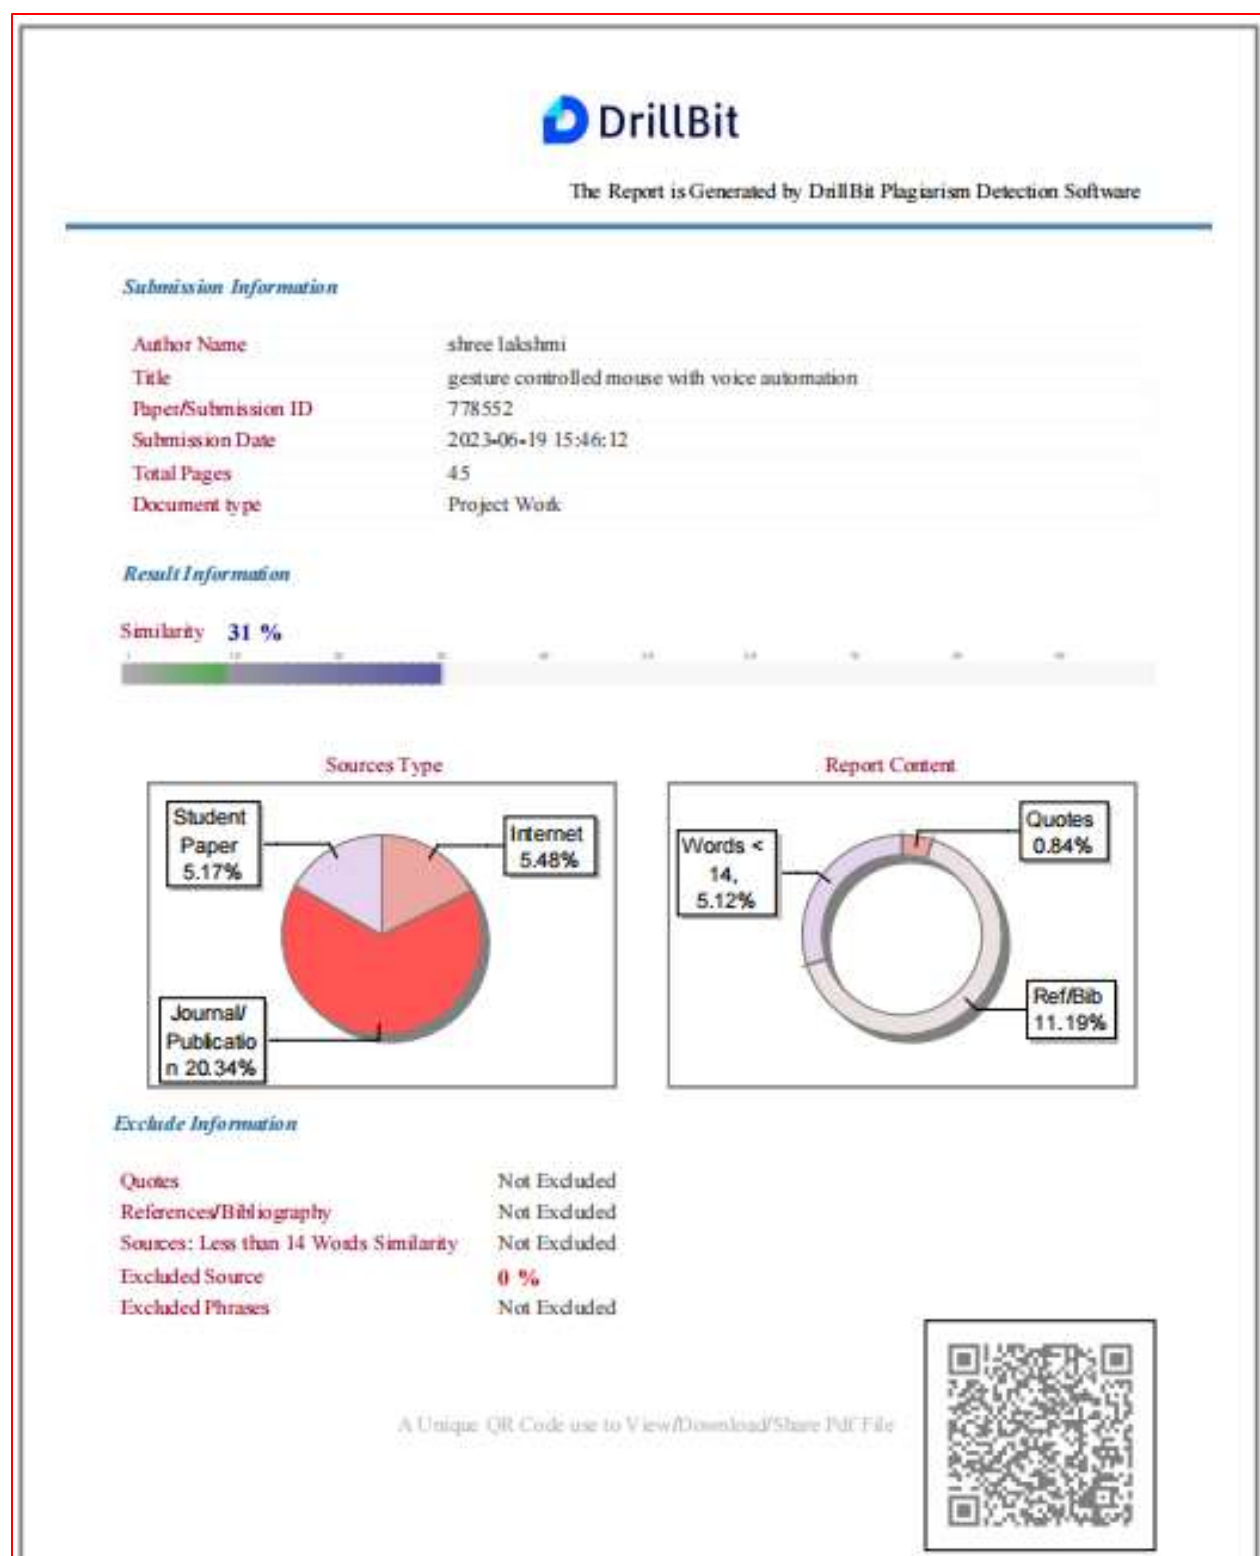 DrillBit
The Report is Generated by DrillBit Plagiarism Detection Software
Submission Information
Author Name shree lakshmi
Title gesture controlled mouse with voice automation
Paper/Submission ID 778552
Submission Date 2023-06-19 15:46:12
Total Pages 45
Document type Project Work
Result Information
Similarity 31 %
Sources Type
Student
Paper
5.17%
Internet
5.48%
Journal/
Publicatio
n 20.34%
Report Content
Words <
14,
5.12%
Quotes
0.84%
Ref/Bib
11.19%
Exclude Information
Quotes Not Excluded
References/Bibliography Not Excluded
Sources: Less than 14 Words Similarity Not Excluded
Excluded Source 0 %
Excluded Phrases Not Excluded
A Unique QR Code use to View/Download/Share Pdf File